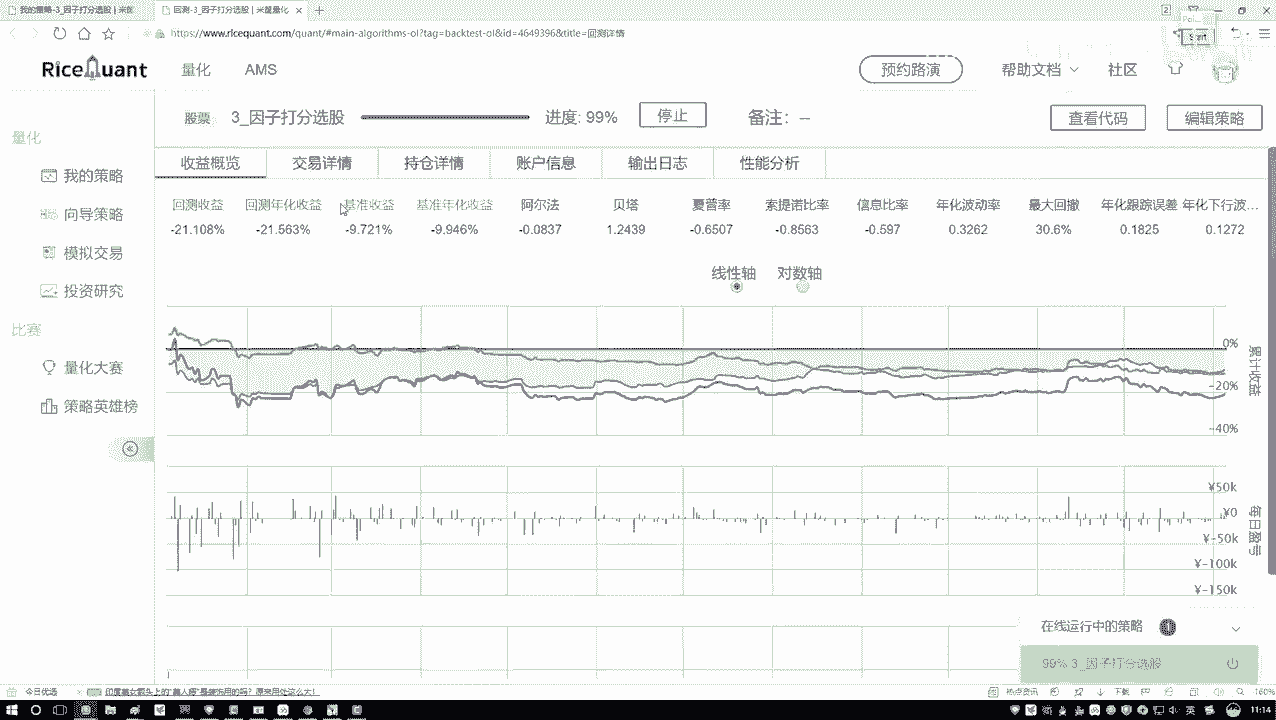 我的策略-3_因子打分选股 | 米
回测-3_因子打分选股 | 米筐量化
https://www.ricequant.com/quant/#main-algorithms-ol?tag=backtest-ol&id=4649396&title=回测详情
RiceQuant
量化
AMS
预约路演
帮助文档
社区
股票
3_因子打分选股
进度: 99%
停止
备注: --
查看代码
编辑策略
量化
我的策略
向导策略
模拟交易
投资研究
比赛
量化大赛
策略英雄榜
收益概览
交易详情
持仓详情
账户信息
输出日志
性能分析
回测收益 回测年化收益 基准收益 基准年化收益 阿尔法 贝塔 夏普率 索提诺比率 信息比率 年化波动率 最大回撤 年化跟踪误差 年化下行波...
-21.108% -21.563% -9.721% -9.946% -0.0837 1.2439 -0.6507 -0.8563 -0.597 0.3262 30.6% 0.1825 0.1272
线性轴 对数轴
0%
-20%
-40%
累计收益
¥50k
¥0
¥-50k
¥-100k
¥-150k
每日盈亏
在线运行中的策略
99% 3_因子打分选股
今日优选
热点资讯
下载
160%
英
11:14